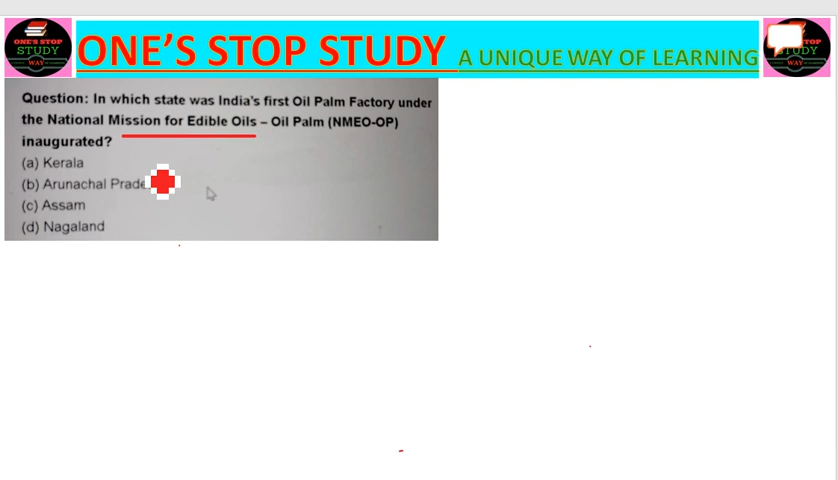 ONE'S STOP
STUDY
WAY
ONE'S STOP STUDY A UNIQUE WAY OF LEARNING
STUDY
WAY
Question: In which state was India's first Oil Palm Factory under
the National Mission for Edible Oils – Oil Palm (NMEO-OP)
inaugurated?
(a) Kerala
(b) Arunachal Prade
(c) Assam
(d) Nagaland